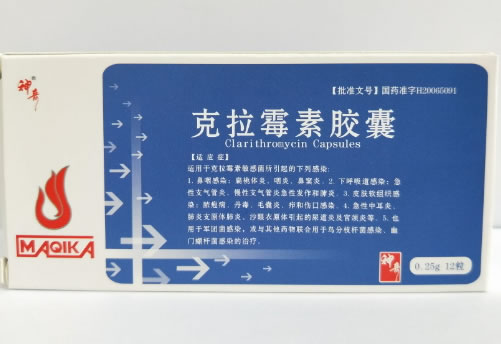 神奇®
【批准文号】国药准字H20065091
克拉霉素胶囊
Clarithromycin Capsules
【适应症】
适用于克拉霉素敏感菌所引起的下列感染:
1.鼻咽感染:扁桃体炎、咽炎、鼻窦炎。2.下呼吸道感染:急
性支气管炎、慢性支气管炎急性发作和肺炎。3.皮肤软组织感
染:脓疱病、丹毒、毛囊炎、疖和伤口感染。4.急性中耳炎、
肺炎支原体肺炎、沙眼衣原体引起的尿道炎及宫颈炎等。5.也
用于军团菌感染,或与其他药物联合用于鸟分枝杆菌感染、幽
门螺杆菌感染的治疗。
MAQIKA
神奇
0.25g 12粒